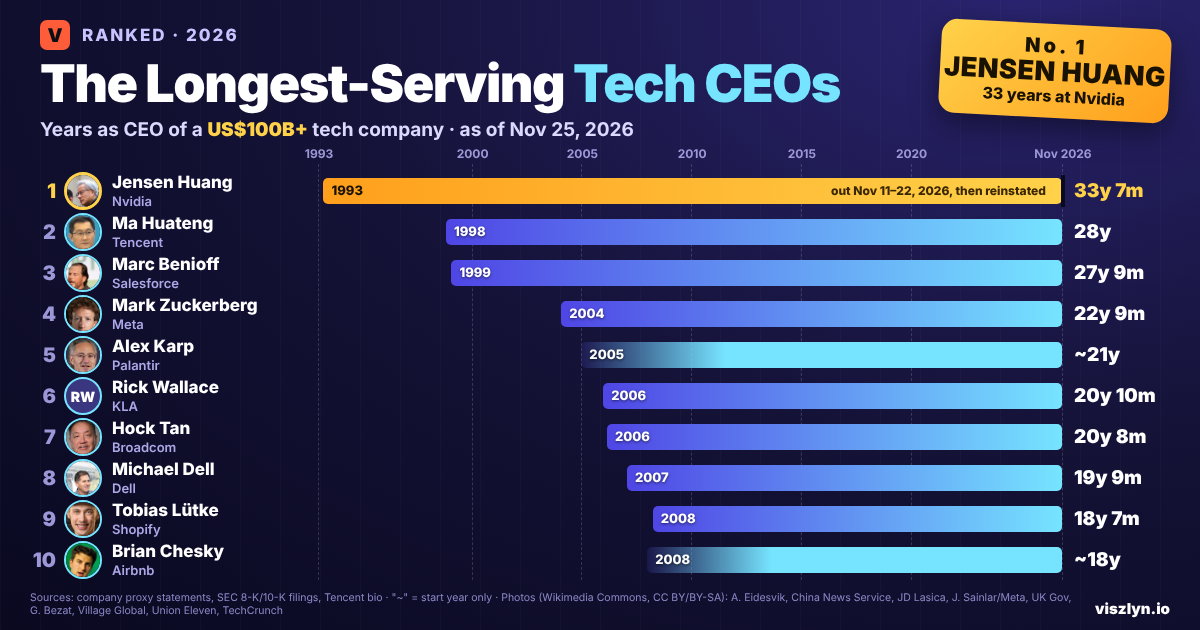 V RANKED · 2026
The Longest-Serving Tech CEOs
Years as CEO of a US$100B+ tech company · as of Nov 25, 2026
No. 1
JENSEN HUANG
33 years at Nvidia
1993 2000 2005 2010 2015 2020 Nov 2026
1 Jensen Huang 1993 out Nov 11–22, 2026, then reinstated 33y 7m
Nvidia
2 Ma Huateng 1998 28y
Tencent
3 Marc Benioff 1999 27y 9m
Salesforce
4 Mark Zuckerberg 2004 22y 9m
Meta
5 Alex Karp 2005 ~21y
Palantir
6 RW Rick Wallace 2006 20y 10m
KLA
7 Hock Tan 2006 20y 8m
Broadcom
8 Michael Dell 2007 19y 9m
Dell
9 Tobias Lütke 2008 18y 7m
Shopify
10 Brian Chesky 2008 ~18y
Airbnb
Sources: company proxy statements, SEC 8-K/10-K filings, Tencent bio · "~" = start year only · Photos (Wikimedia Commons, CC BY/BY-SA): A. Eidesvik, China News Service, JD Lasica, J. Sainlar/Meta, UK Gov,
G. Bezat, Village Global, Union Eleven, TechCrunch
viszlyn.io